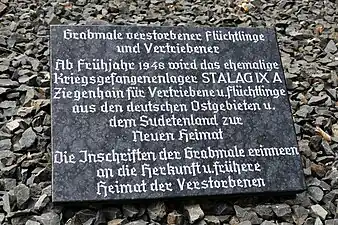 Grabmale verstorbener Flüchtlinge
und Vertriebener
Ab Frühjahr 1948 wird das ehemalige
Kriegsgefangenenlager STALAG IX A
Ziegenhain für Vertriebene u. Flüchtlinge
aus den deutschen Ostgebieten u.
dem Sudetenland zur
Neuen Heimat
Die Inschriften der Grabmale erinnern
an die Herkunft u. frühere
Heimat der Verstorbenen